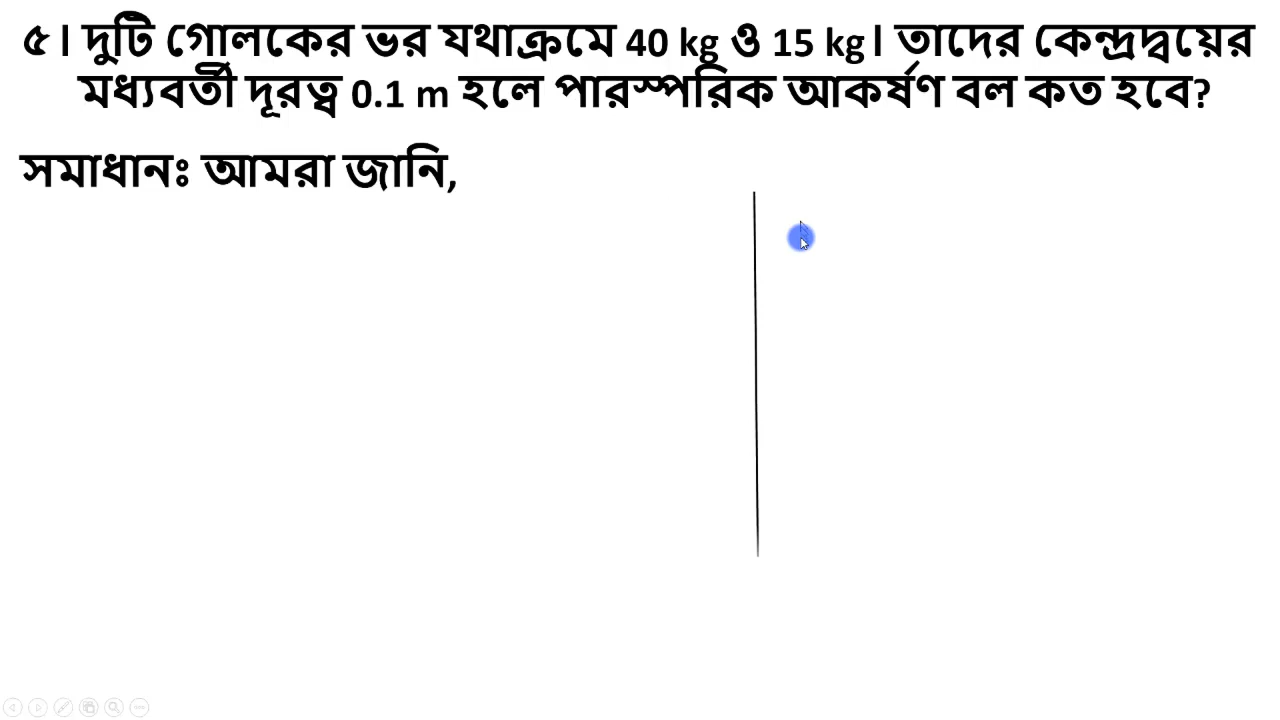 ৫। দুটি গোলকের ভর যথাক্রমে 40 kg ও 15 kg। তাদের কেন্দ্রদ্বয়ের
মধ্যবর্তী দূরত্ব 0.1 m হলে পারস্পরিক আকর্ষণ বল কত হবে?
সমাধানঃ আমরা জানি,